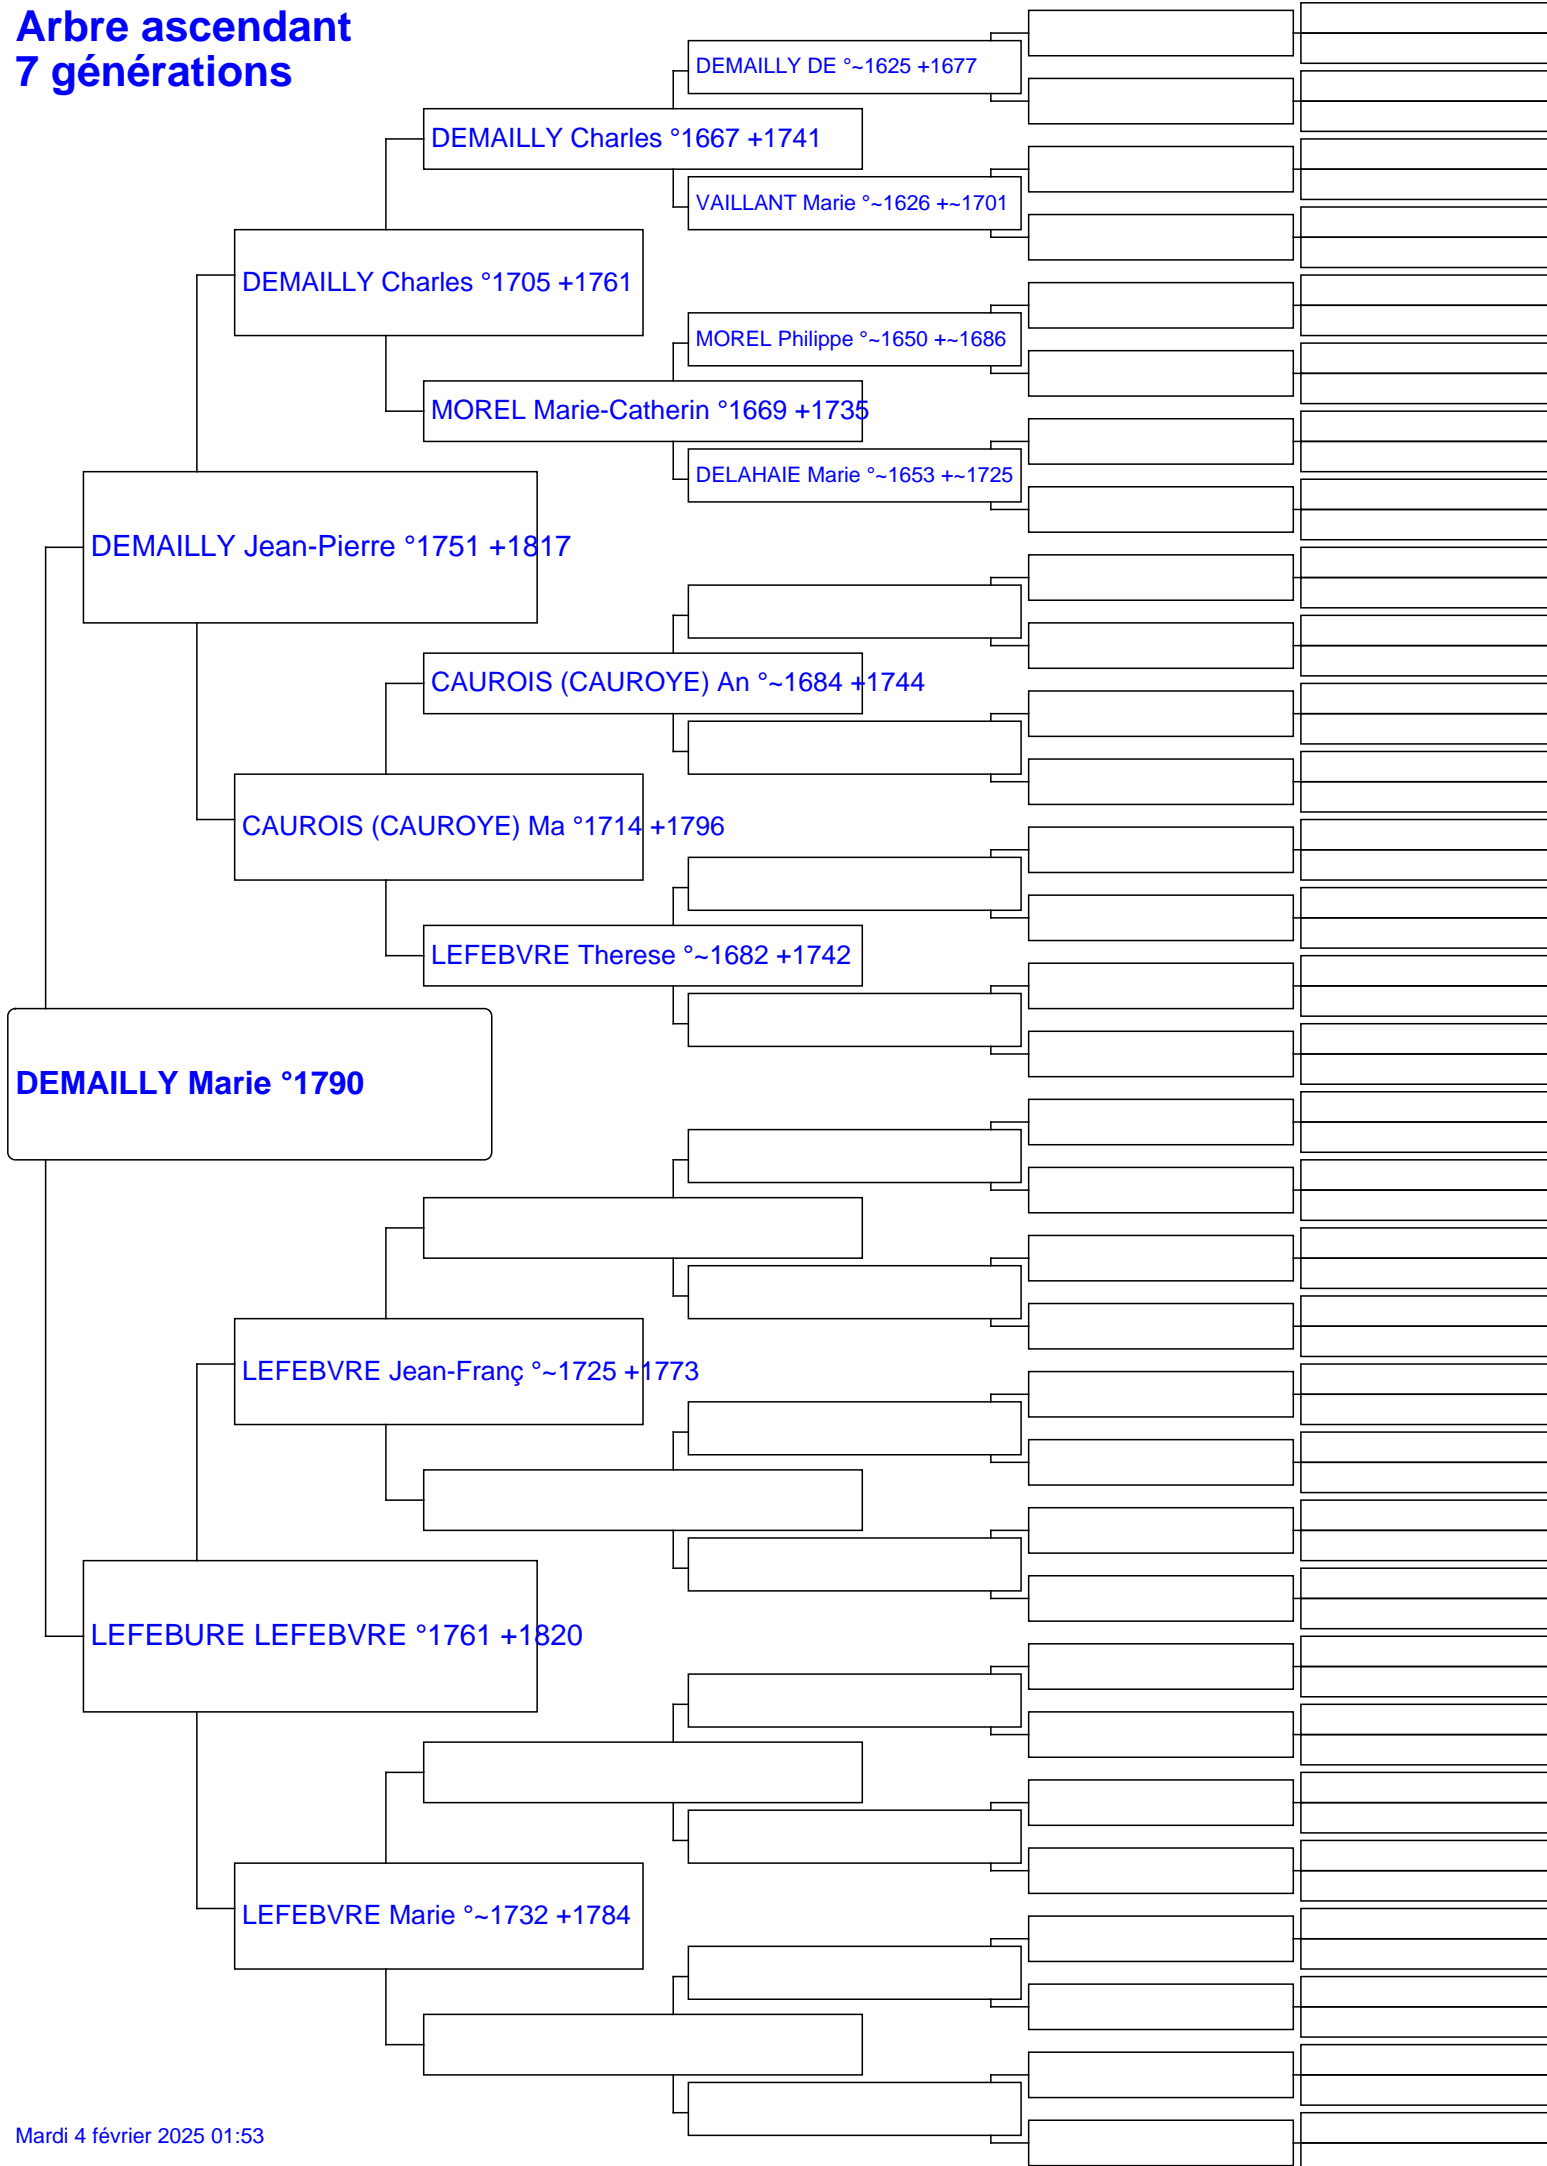 Arbre ascendant
7 générations
DEMAILLY DE °~1625 +1677
DEMAILLY Charles °1667 +1741
VAILLANT Marie °~1626 +~1701
DEMAILLY Charles °1705 +1761
MOREL Philippe °~1650 +~1686
MOREL Marie-Catherin °1669 +1735
DELAHAIE Marie °~1653 +~1725
DEMAILLY Jean-Pierre °1751 +1817
CAUROIS (CAUROYE) An °~1684 +1744
CAUROIS (CAUROYE) Ma °1714 +1796
LEFEBVRE Therese °~1682 +1742
DEMAILLY Marie °1790
LEFEBVRE Jean-Franç °~1725 +1773
LEFEBURE LEFEBVRE °1761 +1820
LEFEBVRE Marie °~1732 +1784
Mardi 4 février 2025 01:53